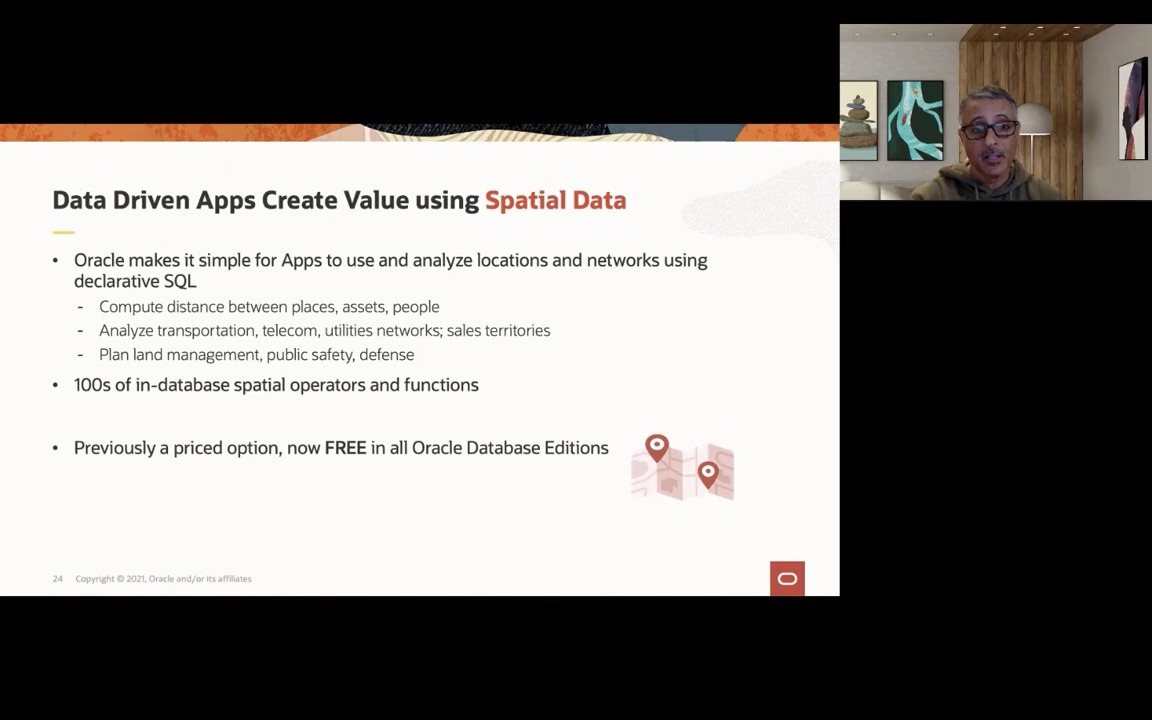 Data Driven Apps Create Value using Spatial Data
• Oracle makes it simple for Apps to use and analyze locations and networks using
declarative SQL
- Compute distance between places, assets, people
- Analyze transportation, telecom, utilities networks; sales territories
- Plan land management, public safety, defense
• 100s of in-database spatial operators and functions
• Previously a priced option, now FREE in all Oracle Database Editions
24 Copyright © 2021, Oracle and/or its affiliates